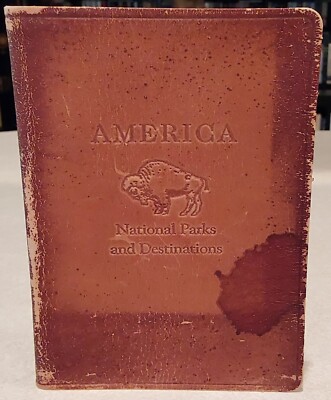 AMERICA
National Parks
and Destinations